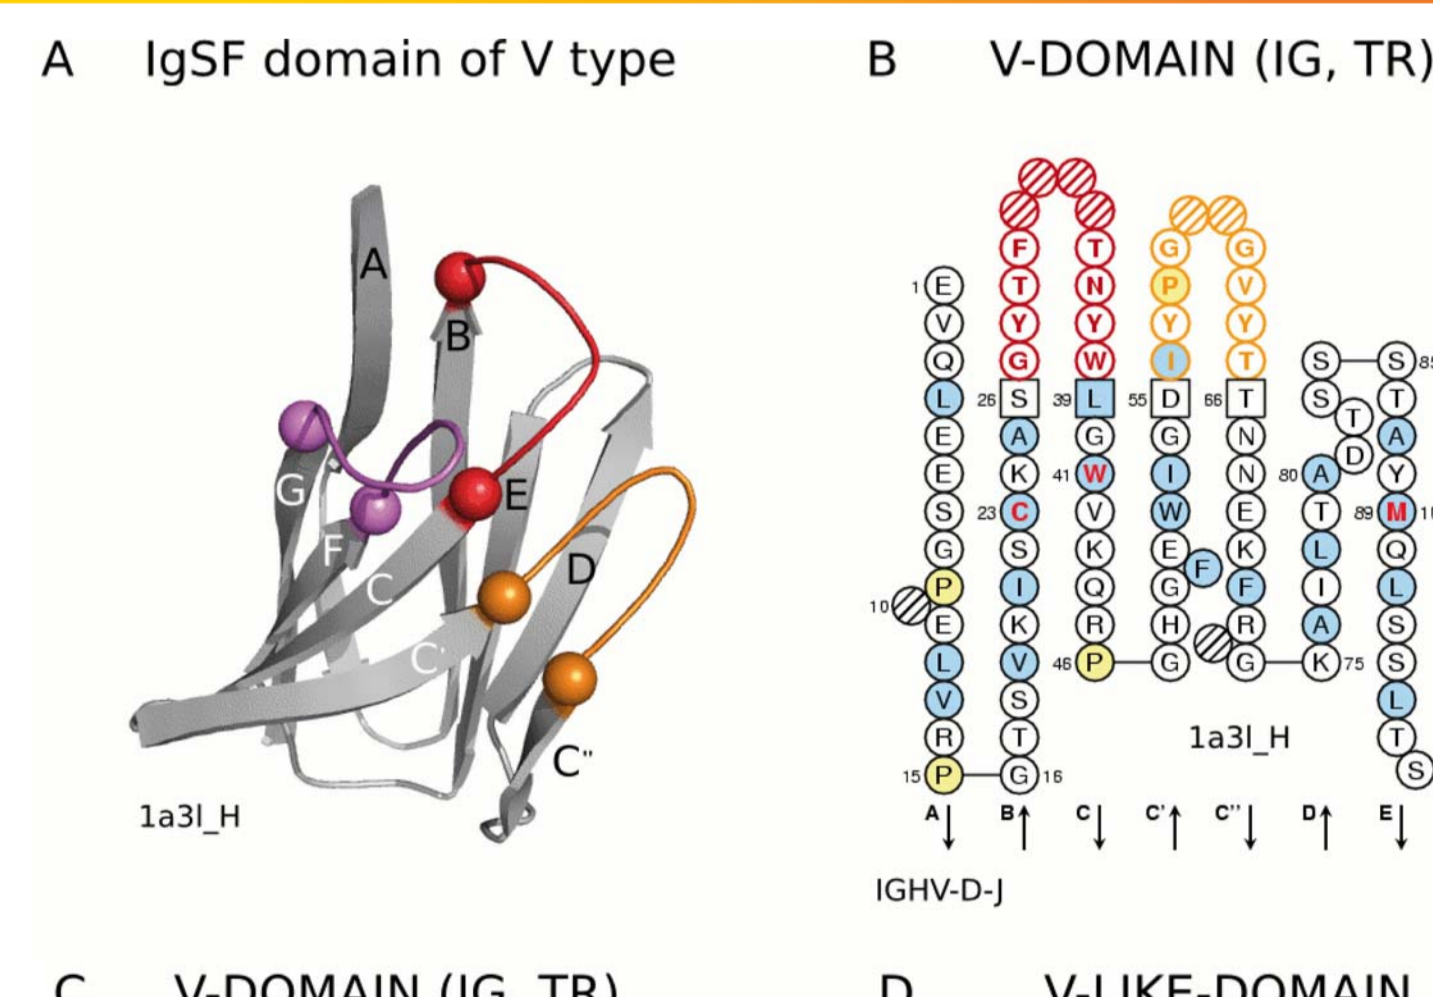 A IgSF domain of V type
B V-DOMAIN (IG, TR)
A
B
G
E
F
C
D
C'
C"
1a3l_H
F T G G
1 E T N P V
V Y Y Y Y
Q G W I T S S 85
L 26 S 39 L 55 D 66 T S T
T
E A G G N A
D
E K 41 W I N 80 A Y
S 23 C V W E T 89 M 1
G S K E K L Q
F
P I Q G F I L
10
E K R H R A S
L V 46 P G G K 75 S
V S L
R T T
1a3l_H
15 P G 16 S
A B C C' C" D E
IGHV-D-J
C V-DOMAIN (IG, TR)
D V-LIKE-DOMAIN